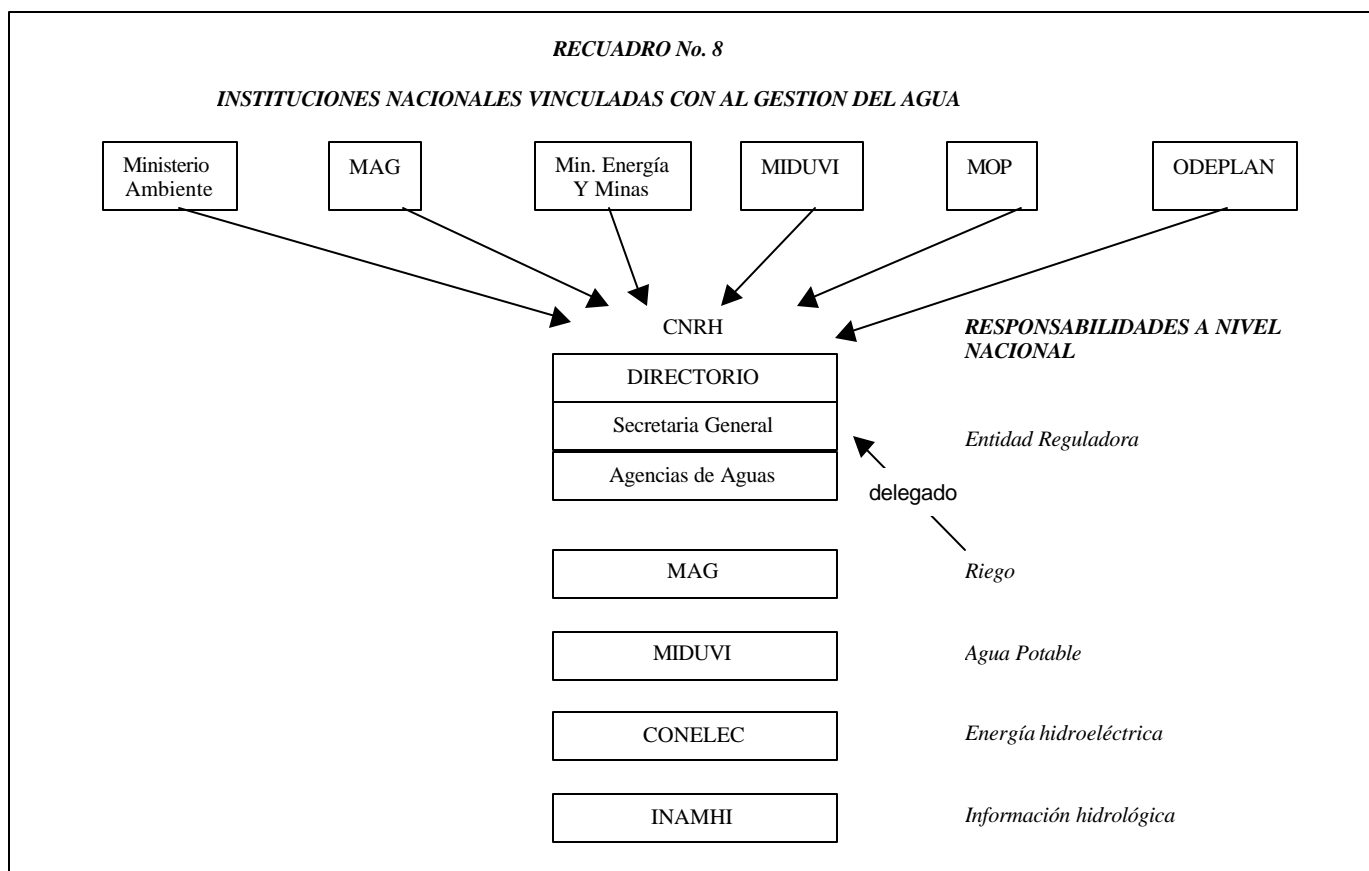 RECUADRO No. 8
INSTITUCIONES NACIONALES VINCULADAS CON AL GESTION DEL AGUA
Ministerio
Ambiente
MAG
Min. Energía
Y Minas
MIDUVI
MOP
ODEPLAN
CNRH
RESPONSABILIDADES A NIVEL
NACIONAL
DIRECTORIO
Secretaria General
Entidad Reguladora
Agencias de Aguas
delegado
MAG
Riego
MIDUVI
Agua Potable
CONELEC
Energía hidroeléctrica
INAMHI
Información hidrológica